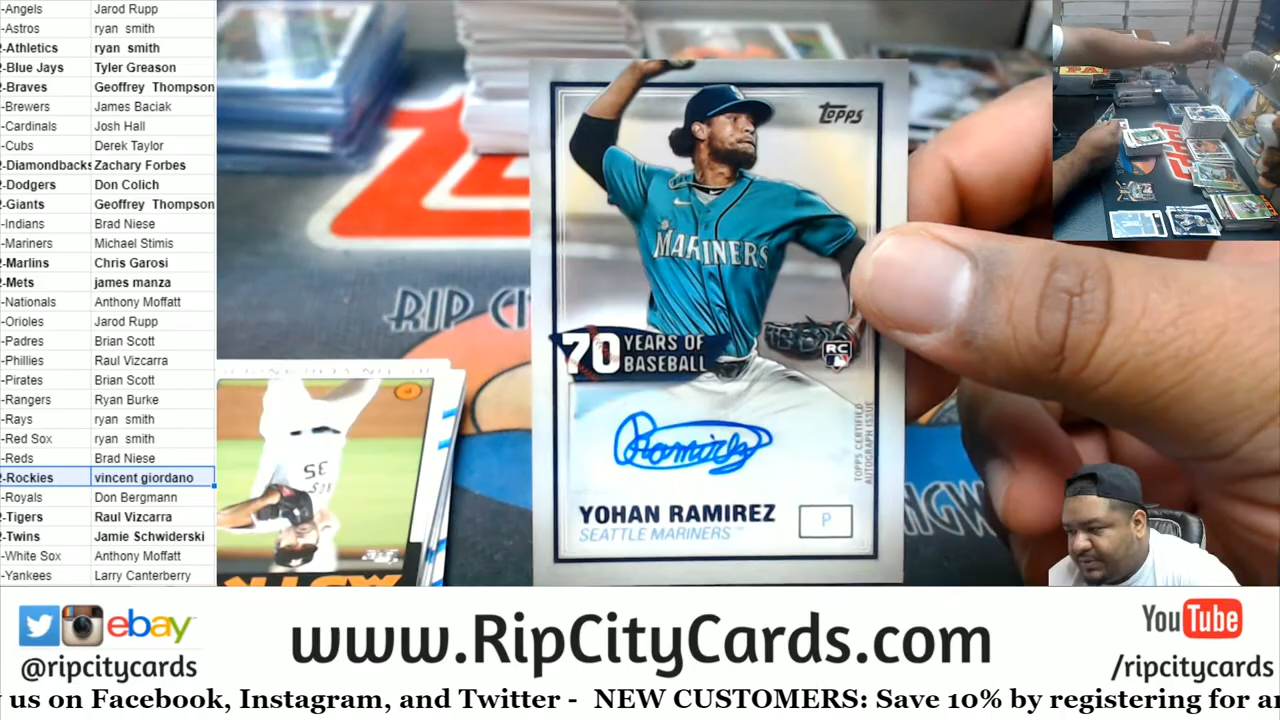 -Angels Jarod Rupp
-Astros ryan smith
-Athletics ryan smith
-Blue Jays Tyler Greason
-Braves Geoffrey Thompson
-Brewers James Baciak
-Cardinals Josh Hall
-Cubs Derek Taylor
-Diamondbacks Zachary Forbes
-Dodgers Don Colich
-Giants Geoffrey Thompson
-Indians Brad Niese
-Mariners Michael Stimis
-Marlins Chris Garosi
-Mets james manza
-Nationals Anthony Moffatt
-Orioles Jarod Rupp
-Padres Brian Scott
-Phillies Raul Vizcarra
-Pirates Brian Scott
-Rangers Ryan Burke
-Rays ryan smith
-Red Sox ryan smith
-Reds Brad Niese
-Rockies vincent giordano
-Royals Don Bergmann
-Tigers Raul Vizcarra
-Twins Jamie Schwiderski
-White Sox Anthony Moffatt
-Yankees Larry Canterbery
TOPPS
MARINERS
70 YEARS OF
BASEBALL
RC
Ramirez
TOPPS CERTIFIED
AUTOGRAPH ISSUE
YOHAN RAMIREZ
SEATTLE MARINERS™
P
RIP CI
35
ebay
@ripcitycards
www.RipCityCards.com
YouTube
/ripcitycards
us on Facebook, Instagram, and Twitter - NEW CUSTOMERS: Save 10% by registering for